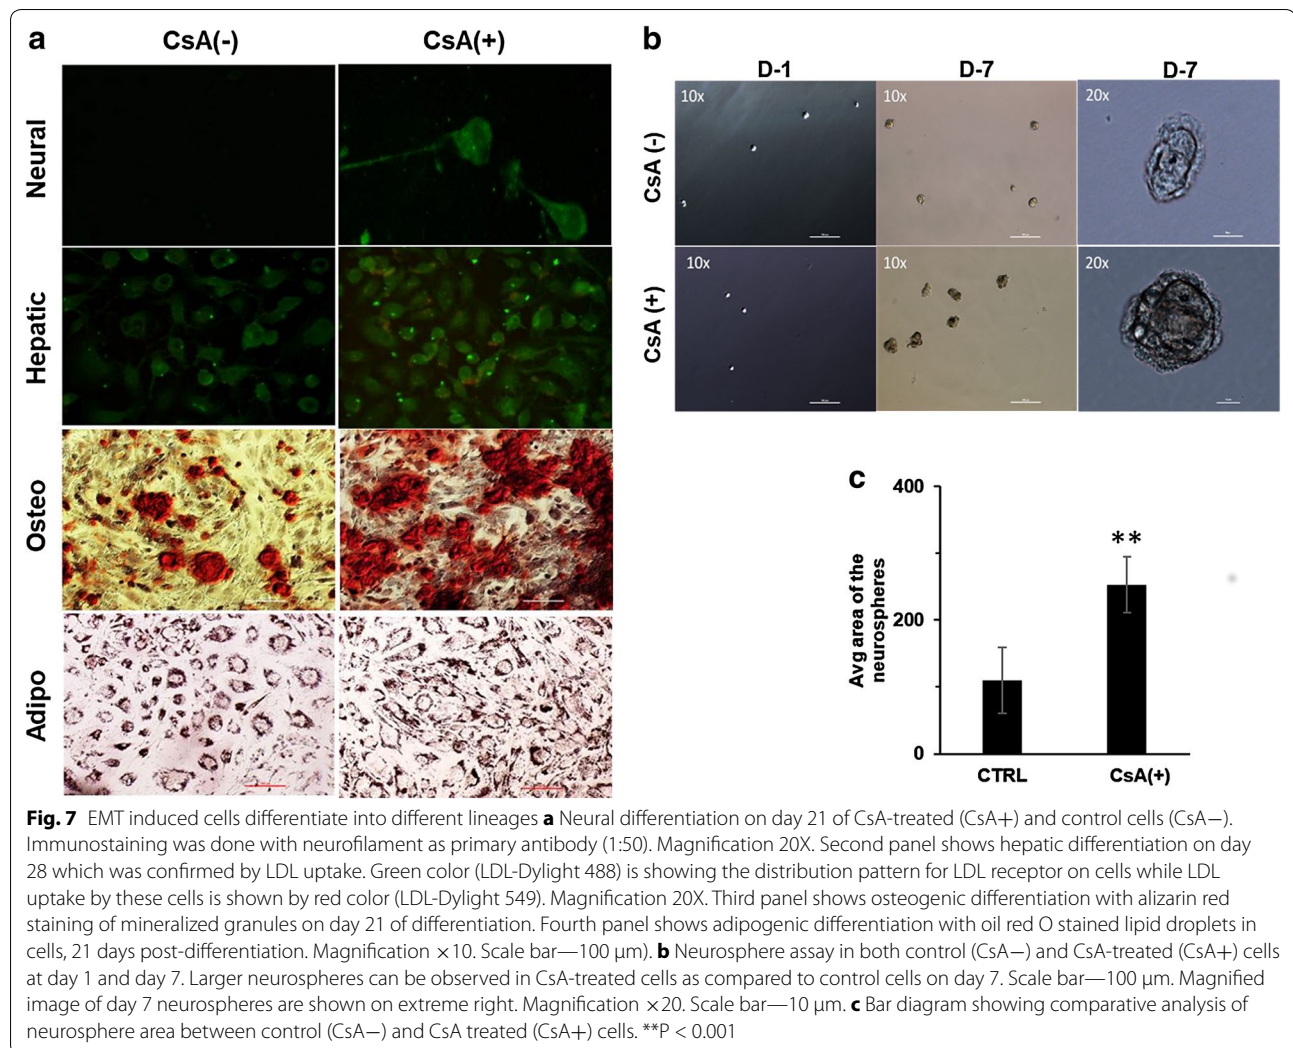 a
CsA(-)
CsA(+)
Neural
Hepatic
Osteo
Adipo
b
D-1
D-7
D-7
CsA (-)
10x
10x
20x
CsA (+)
10x
10x
20x
c
Avg area of the
neurospheres
400
200
0
**
CTRL
CsA(+)
Fig. 7 EMT induced cells differentiate into different lineages a Neural differentiation on day 21 of CsA-treated (CsA+) and control cells (CsA−).
Immunostaining was done with neurofilament as primary antibody (1:50). Magnification 20X. Second panel shows hepatic differentiation on day
28 which was confirmed by LDL uptake. Green color (LDL-Dylight 488) is showing the distribution pattern for LDL receptor on cells while LDL
uptake by these cells is shown by red color (LDL-Dylight 549). Magnification 20X. Third panel shows osteogenic differentiation with alizarin red
staining of mineralized granules on day 21 of differentiation. Fourth panel shows adipogenic differentiation with oil red O stained lipid droplets in
cells, 21 days post-differentiation. Magnification ×10. Scale bar—100 μm). b Neurosphere assay in both control (CsA−) and CsA-treated (CsA+) cells
at day 1 and day 7. Larger neurospheres can be observed in CsA-treated cells as compared to control cells on day 7. Scale bar—100 μm. Magnified
image of day 7 neurospheres are shown on extreme right. Magnification ×20. Scale bar—10 μm. c Bar diagram showing comparative analysis of
neurosphere area between control (CsA−) and CsA treated (CsA+) cells. **P < 0.001